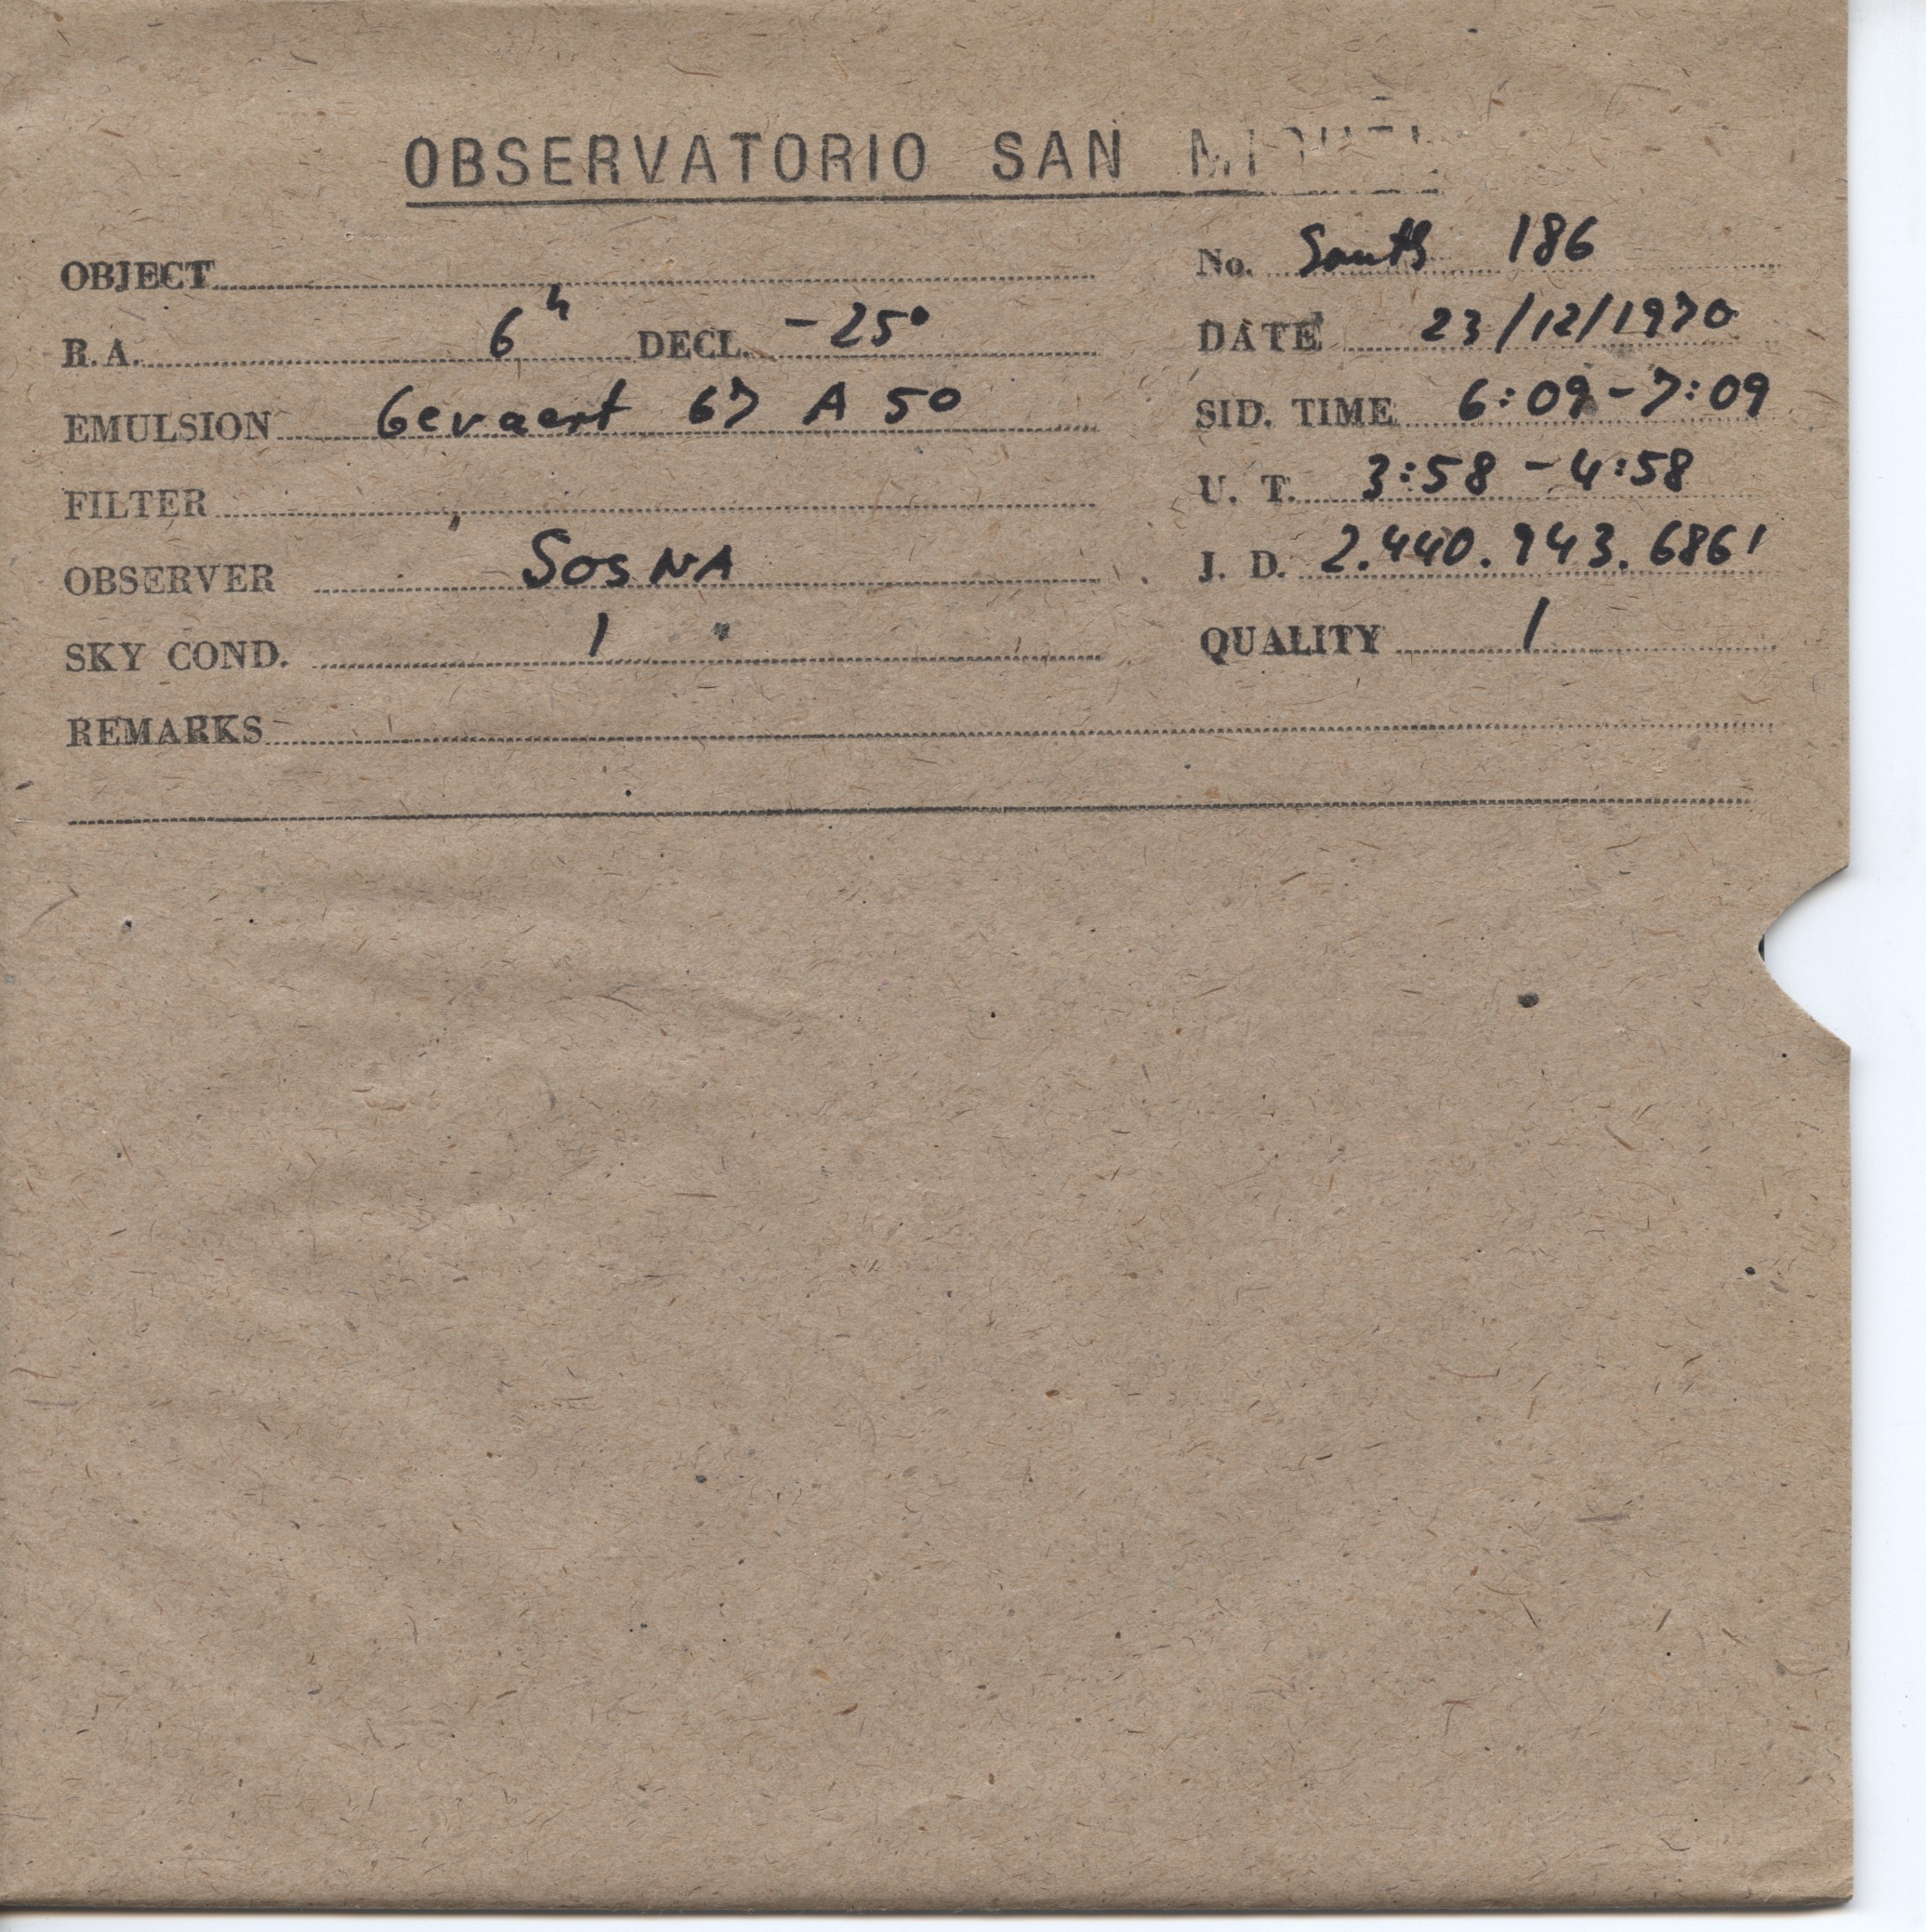 OBSERVATORIO SAN MIGUEL
OBJECT
No. South 186
R.A. 6h DECL. -25°
DATE 23/12/1970
EMULSION Gevaert 67 A 50
SID. TIME 6:09-7:09
FILTER
U. T. 3:58 - 4:58
OBSERVER SosNA
J. D. 2.440.943.6861
SKY COND. 1
QUALITY 1
REMARKS